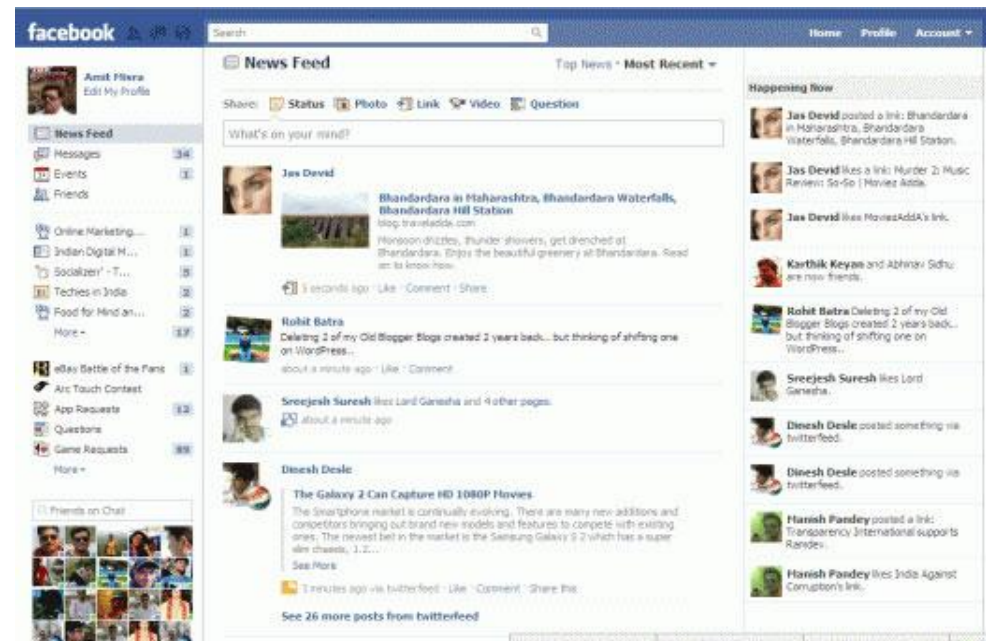 facebook
Search
Home Profile Account
Amit Misra
Edit My Profile
News Feed
Messages 34
Events 1
Friends
Online Marketing... 1
Indian Digital M... 1
Socializein' - T... 5
Techies in India 2
Food for Mind an... 2
More 17
eBay Battle of the Fans 1
Arc Touch Contest
App Requests 12
Questions
Game Requests
More
Friends on Chat
News Feed
Top News · Most Recent
Share: Status Photo Link Video Question
What's on your mind?
Jas Devid
Bhandardara in Maharashtra, Bhandardara Waterfalls,
Bhandardara Hill Station
blog.traveladda.com
Monsoon drizzles, thunder showers, get drenched at
Bhandardara. Enjoy the beautiful greenery at Bhandardara. Read
on to know how.
3 seconds ago · Like · Comment · Share
Rohit Batra
Deleting 2 of my Old Blogger Blogs created 2 years back... but thinking of shifting one
on WordPress..
about a minute ago · Like · Comment
Sreejesh Suresh likes Lord Ganesha and 4 other pages.
about a minute ago
Dinesh Desle
The Galaxy 2 Can Capture HD 1080P Movies
The Smartphone market is continually evolving. There are many new additions and
competitors bringing out brand new models and features to compete with existing
ones. The newest bell in the market is the Samsung Galaxy S 2 which has a super
slim chassis, 1.2...
See More
3 minutes ago via twitterfeed · Like · Comment · Share this
See 26 more posts from twitterfeed
Happening Now
Jas Devid posted a link: Bhandardara
in Maharashtra, Bhandardara
Waterfalls, Bhandardara Hill Station.
Jas Devid likes a link: Murder 2: Music
Review: So-So | Moviez Adda.
Jas Devid likes MoviezAddA's link.
Karthik Keyan and Abhinav Sidhu
are now friends.
Rohit Batra Deleting 2 of my Old
Blogger Blogs created 2 years back...
but thinking of shifting one on
WordPress..
Sreejesh Suresh likes Lord
Ganesha.
Dinesh Desle posted something via
twitterfeed.
Dinesh Desle posted something via
twitterfeed.
Manish Pandey posted a link:
Transparency International supports
Ramdev.
Manish Pandey likes India Against
Corruption's link.